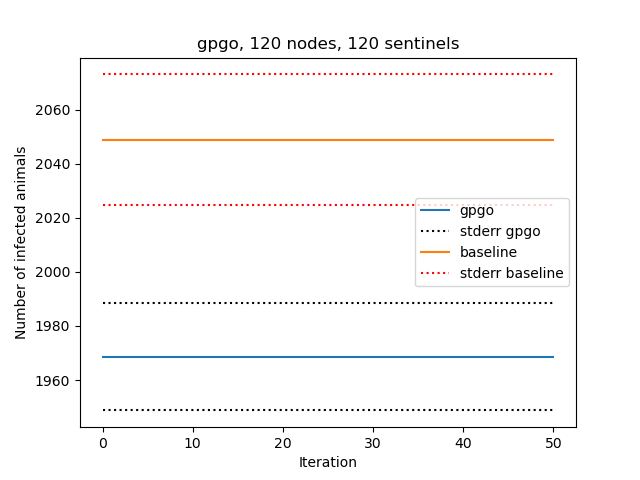 gpgo, 120 nodes, 120 sentinels
Number of infected animals
2060
2040
2020
2000
1980
1960
gpgo
stderr gpgo
baseline
stderr baseline
0 10 20 30 40 50
Iteration